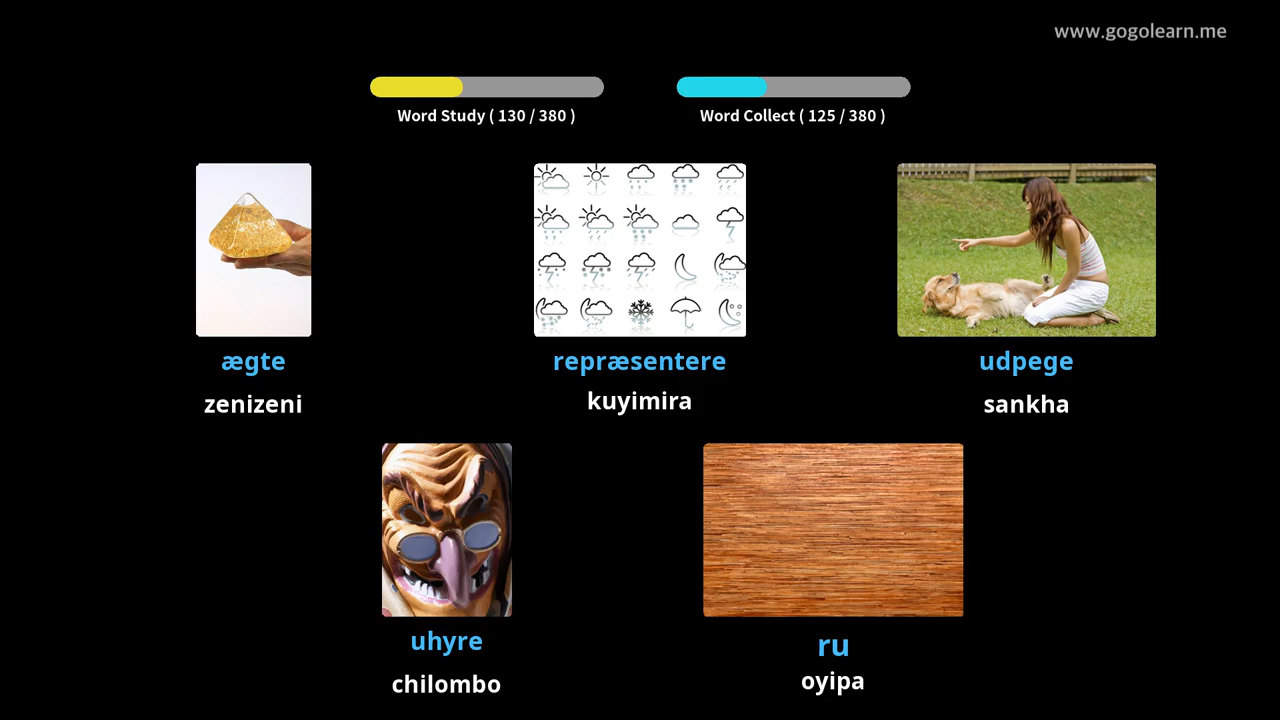 www.gogolearn.me
Word Study ( 130 / 380 )
Word Collect ( 125 / 380 )
ægte
zenizeni
repræsentere
kuyimira
udpege
sankha
uhyre
chilombo
ru
oyipa